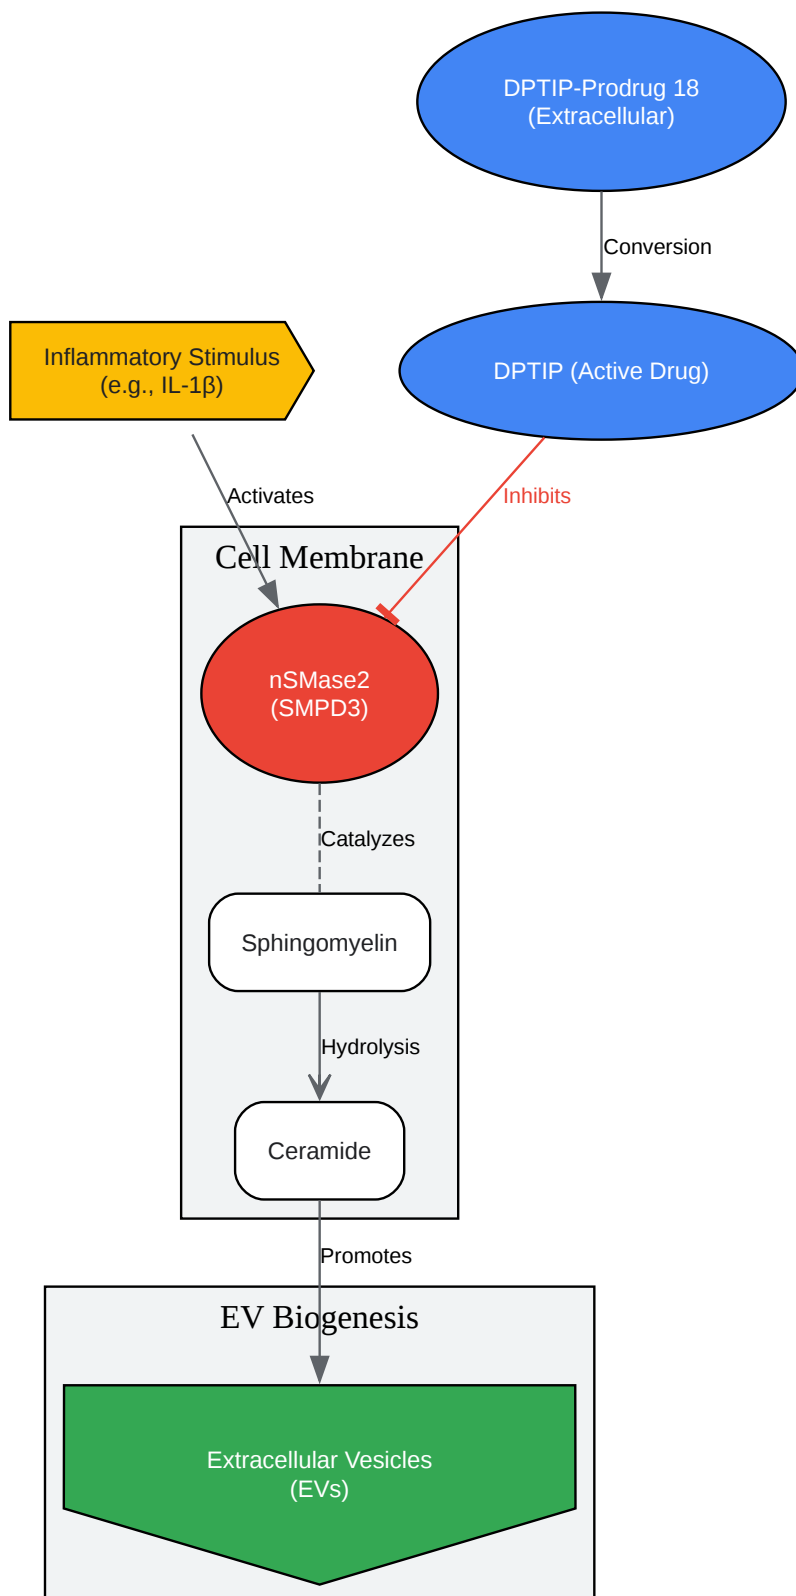 DPTIP-Prodrug 18
(Extracellular)
Conversion
Inflammatory Stimulus
(e.g., IL-1β)
DPTIP (Active Drug)
Activates
Inhibits
Cell Membrane
nSMase2
(SMPD3)
Catalyzes
Sphingomyelin
Hydrolysis
Ceramide
Promotes
EV Biogenesis
Extracellular Vesicles
(EVs)